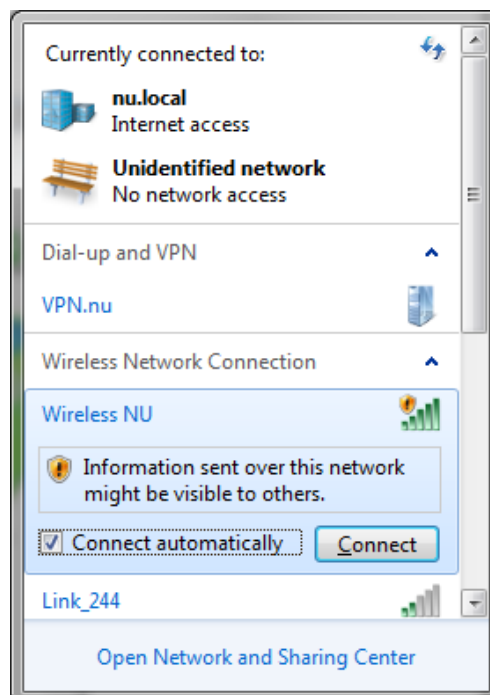 Currently connected to:
nu.local
Internet access
Unidentified network
No network access
Dial-up and VPN
VPN.nu
Wireless Network Connection
Wireless NU
Information sent over this network
might be visible to others.
Connect automatically
Connect
Link_244
Open Network and Sharing Center